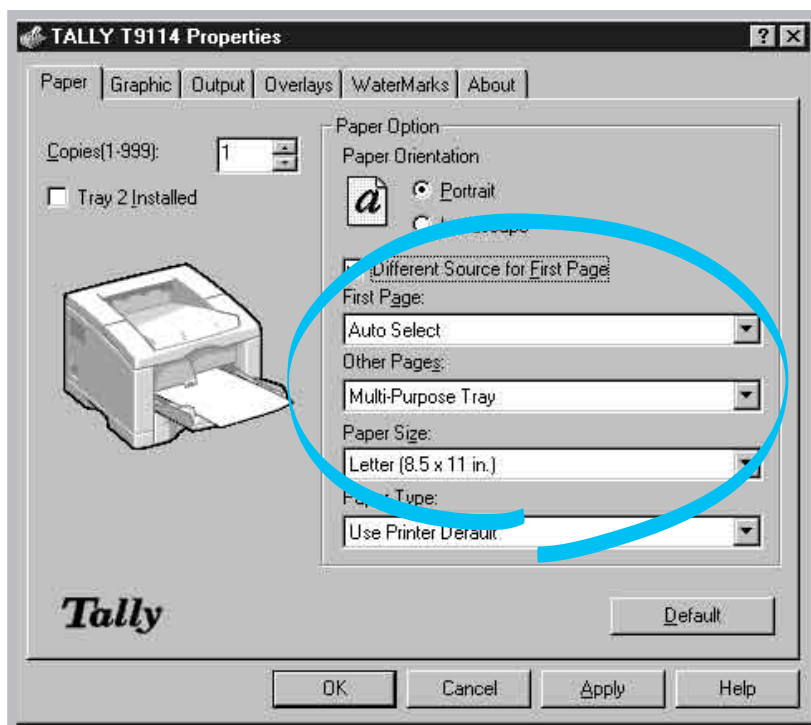 TALLY T9114 Properties
Paper Graphic Output Overlays WaterMarks About
Copies(1-999): 1
Tray 2 Installed
Paper Option
Paper Orientation
a
Portrait
Different Source for First Page
First Page:
Auto Select
Other Pages:
Multi-Purpose Tray
Paper Size:
Letter (8.5 x 11 in.)
Paper Type:
Use Printer Default
Tally
Default
OK Cancel Apply Help